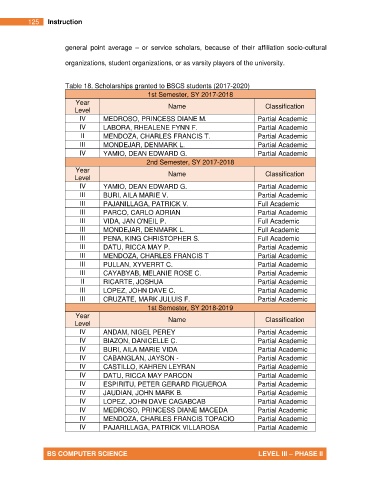 125 Instruction
general point average – or service scholars, because of their affiliation socio-cultural
organizations, student organizations, or as varsity players of the university.
Table 18. Scholarships granted to BSCS students (2017-2020)
1st Semester, SY 2017-2018
Year Level Name Classification
IV MEDROSO, PRINCESS DIANE M. Partial Academic
IV LABORA, RHEALENE FYNN F. Partial Academic
II MENDOZA, CHARLES FRANCIS T. Partial Academic
III MONDEJAR, DENMARK L. Partial Academic
IV YAMIO, DEAN EDWARD G. Partial Academic
2nd Semester, SY 2017-2018
Year Level Name Classification
IV YAMIO, DEAN EDWARD G. Partial Academic
III BURI, AILA MARIE V. Partial Academic
III PAJANILLAGA, PATRICK V. Full Academic
III PARCO, CARLO ADRIAN Partial Academic
III VIDA, JAN O'NEIL P. Full Academic
III MONDEJAR, DENMARK L. Full Academic
III PENA, KING CHRISTOPHER S. Full Academic
III DATU, RICCA MAY P. Partial Academic
III MENDOZA, CHARLES FRANCIS T Partial Academic
III PULLAN, XYVERRT C. Partial Academic
III CAYABYAB, MELANIE ROSE C. Partial Academic
II RICARTE, JOSHUA Partial Academic
III LOPEZ, JOHN DAVE C. Partial Academic
III CRUZATE, MARK JULUIS F. Partial Academic
1st Semester, SY 2018-2019
Year Level Name Classification
IV ANDAM, NIGEL PEREY Partial Academic
IV BIAZON, DANICELLE C. Partial Academic
IV BURI, AILA MARIE VIDA Partial Academic
IV CABANGLAN, JAYSON - Partial Academic
IV CASTILLO, KAHREN LEYRAN Partial Academic
IV DATU, RICCA MAY PARCON Partial Academic
IV ESPIRITU, PETER GERARD FIGUEROA Partial Academic
IV JAUDIAN, JOHN MARK B. Partial Academic
IV LOPEZ, JOHN DAVE CAGABCAB Partial Academic
IV MEDROSO, PRINCESS DIANE MACEDA Partial Academic
IV MENDOZA, CHARLES FRANCIS TOPACIO Partial Academic
IV PAJARILLAGA, PATRICK VILLAROSA Partial Academic
BS COMPUTER SCIENCE LEVEL III – PHASE II